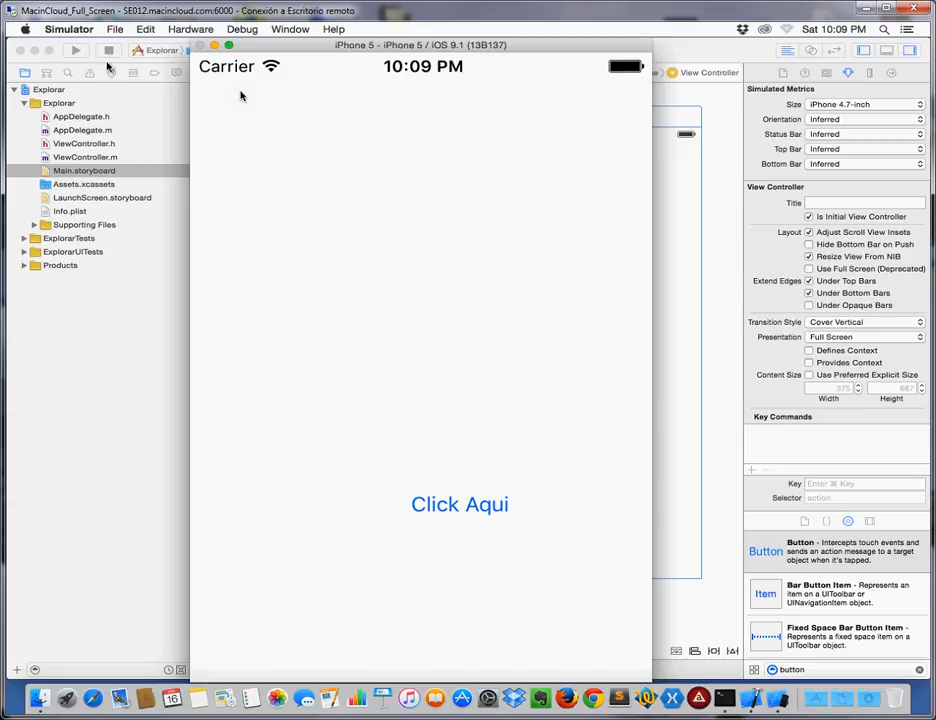 MacinCloud_Full_Screen - SE012.macincloud.com:6000 - Conexión a Escritorio remoto
Simulator File Edit Hardware Debug Window Help
Sat 10:09 PM
Explorar
iPhone 5 - iPhone 5 / iOS 9.1 (13B137)
View Controller
Carrier
10:09 PM
Explorar
Explorar
AppDelegate.h
AppDelegate.m
ViewController.h
ViewController.m
Main.storyboard
Assets.xcassets
LaunchScreen.storyboard
Info.plist
Supporting Files
ExplorarTests
ExplorarUITests
Products
Click Aqui
Simulated Metrics
Size iPhone 4.7-inch
Orientation Inferred
Status Bar Inferred
Top Bar Inferred
Bottom Bar Inferred
View Controller
Title
Is Initial View Controller
Layout Adjust Scroll View Insets
Hide Bottom Bar on Push
Resize View From NIB
Use Full Screen (Deprecated)
Extend Edges Under Top Bars
Under Bottom Bars
Under Opaque Bars
Transition Style Cover Vertical
Presentation Full Screen
Defines Context
Provides Context
Content Size Use Preferred Explicit Size
375 667
Width Height
Key Commands
Key Enter ⌘ Key
Selector action
Button
Button - Intercepts touch events and
sends an action message to a target
object when it's tapped.
Item
Bar Button Item - Represents an
item on a UIToolbar or
UINavigationItem object.
Fixed Space Bar Button Item -
Represents a fixed space item on a
UIToolbar object.
button